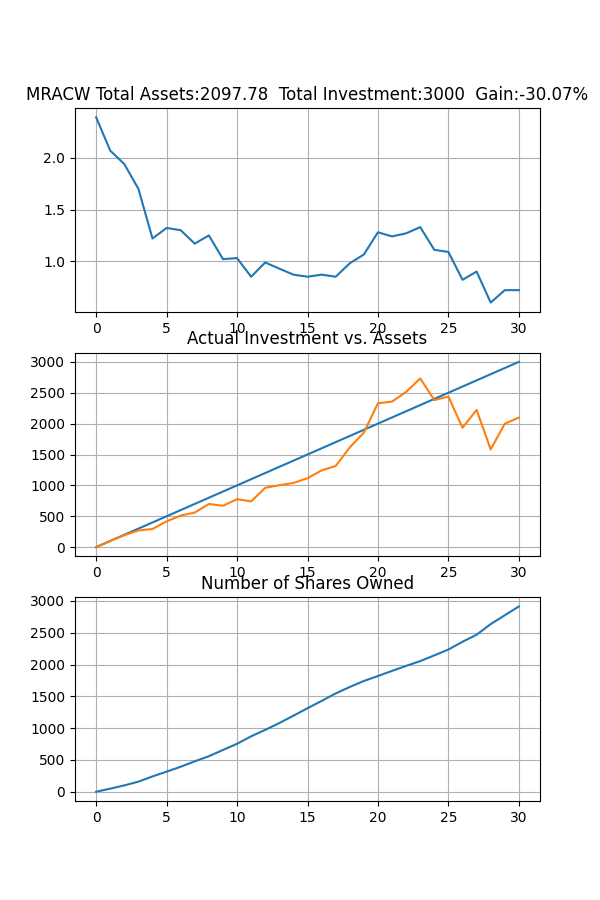 MRACW Total Assets:2097.78  Total Investment:3000  Gain:-30.07%
2.0
1.5
1.0
0 5 10 15 20 25 30
Actual Investment vs. Assets
3000
2500
2000
1500
1000
500
0
0 5 10 15 20 25 30
Number of Shares Owned
3000
2500
2000
1500
1000
500
0
0 5 10 15 20 25 30